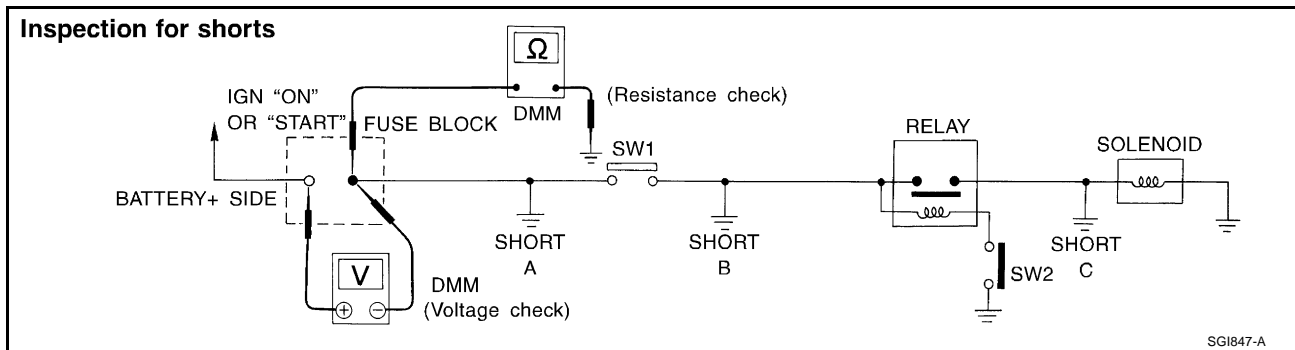 Inspection for shorts
IGN “ON”
OR “START”
FUSE BLOCK
BATTERY+ SIDE
Ω
DMM
(Resistance check)
V
+ −
DMM
(Voltage check)
SHORT
A
SW1
SHORT
B
RELAY
SW2
SHORT
C
SOLENOID
SGI847-A